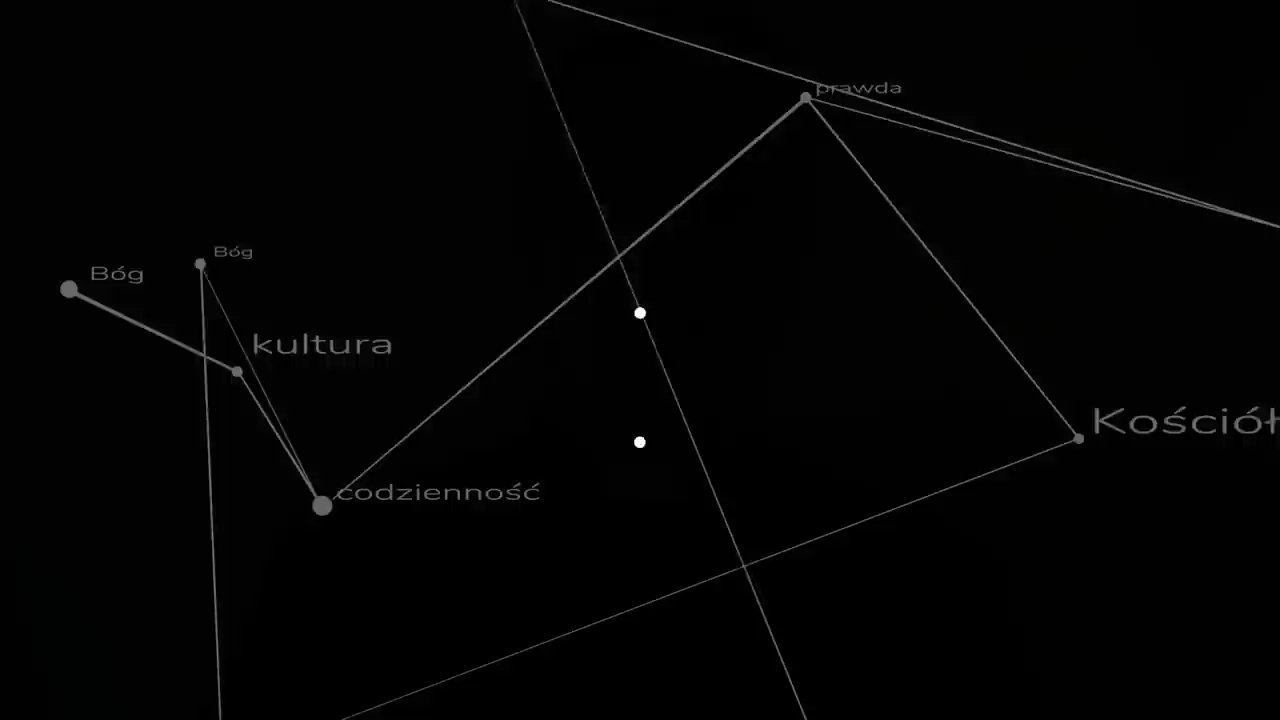 prawda
Bóg
Bóg
kultura
Kościół
codzienność